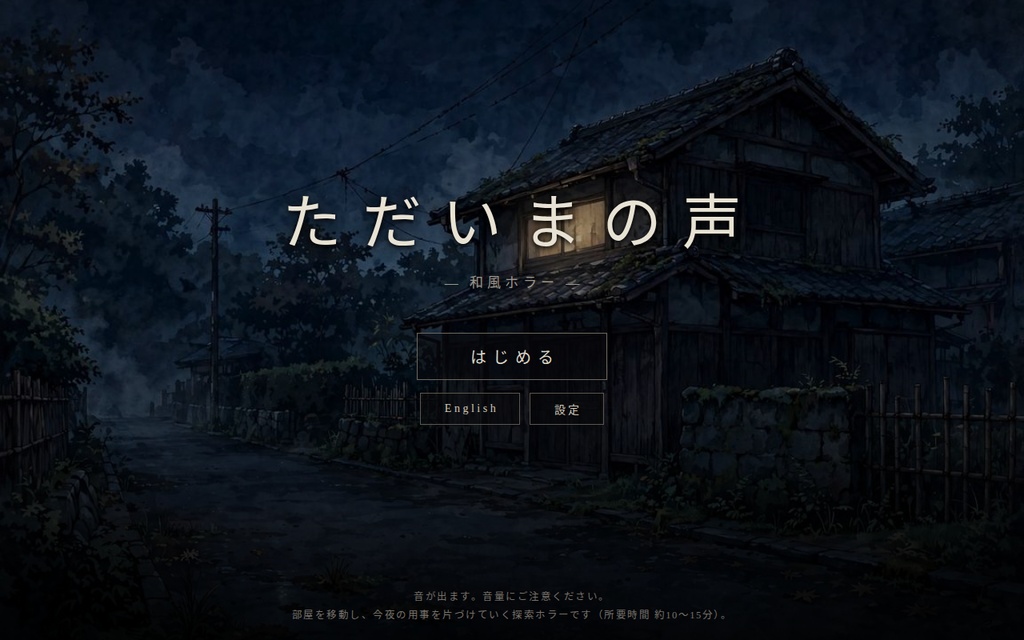 ただいまの声
— 和風ホラー —
はじめる
English
設定
音が出ます。音量にご注意ください。
部屋を移動し、今夜の用事を片づけていく探索ホラーです（所要時間 約10〜15分）。